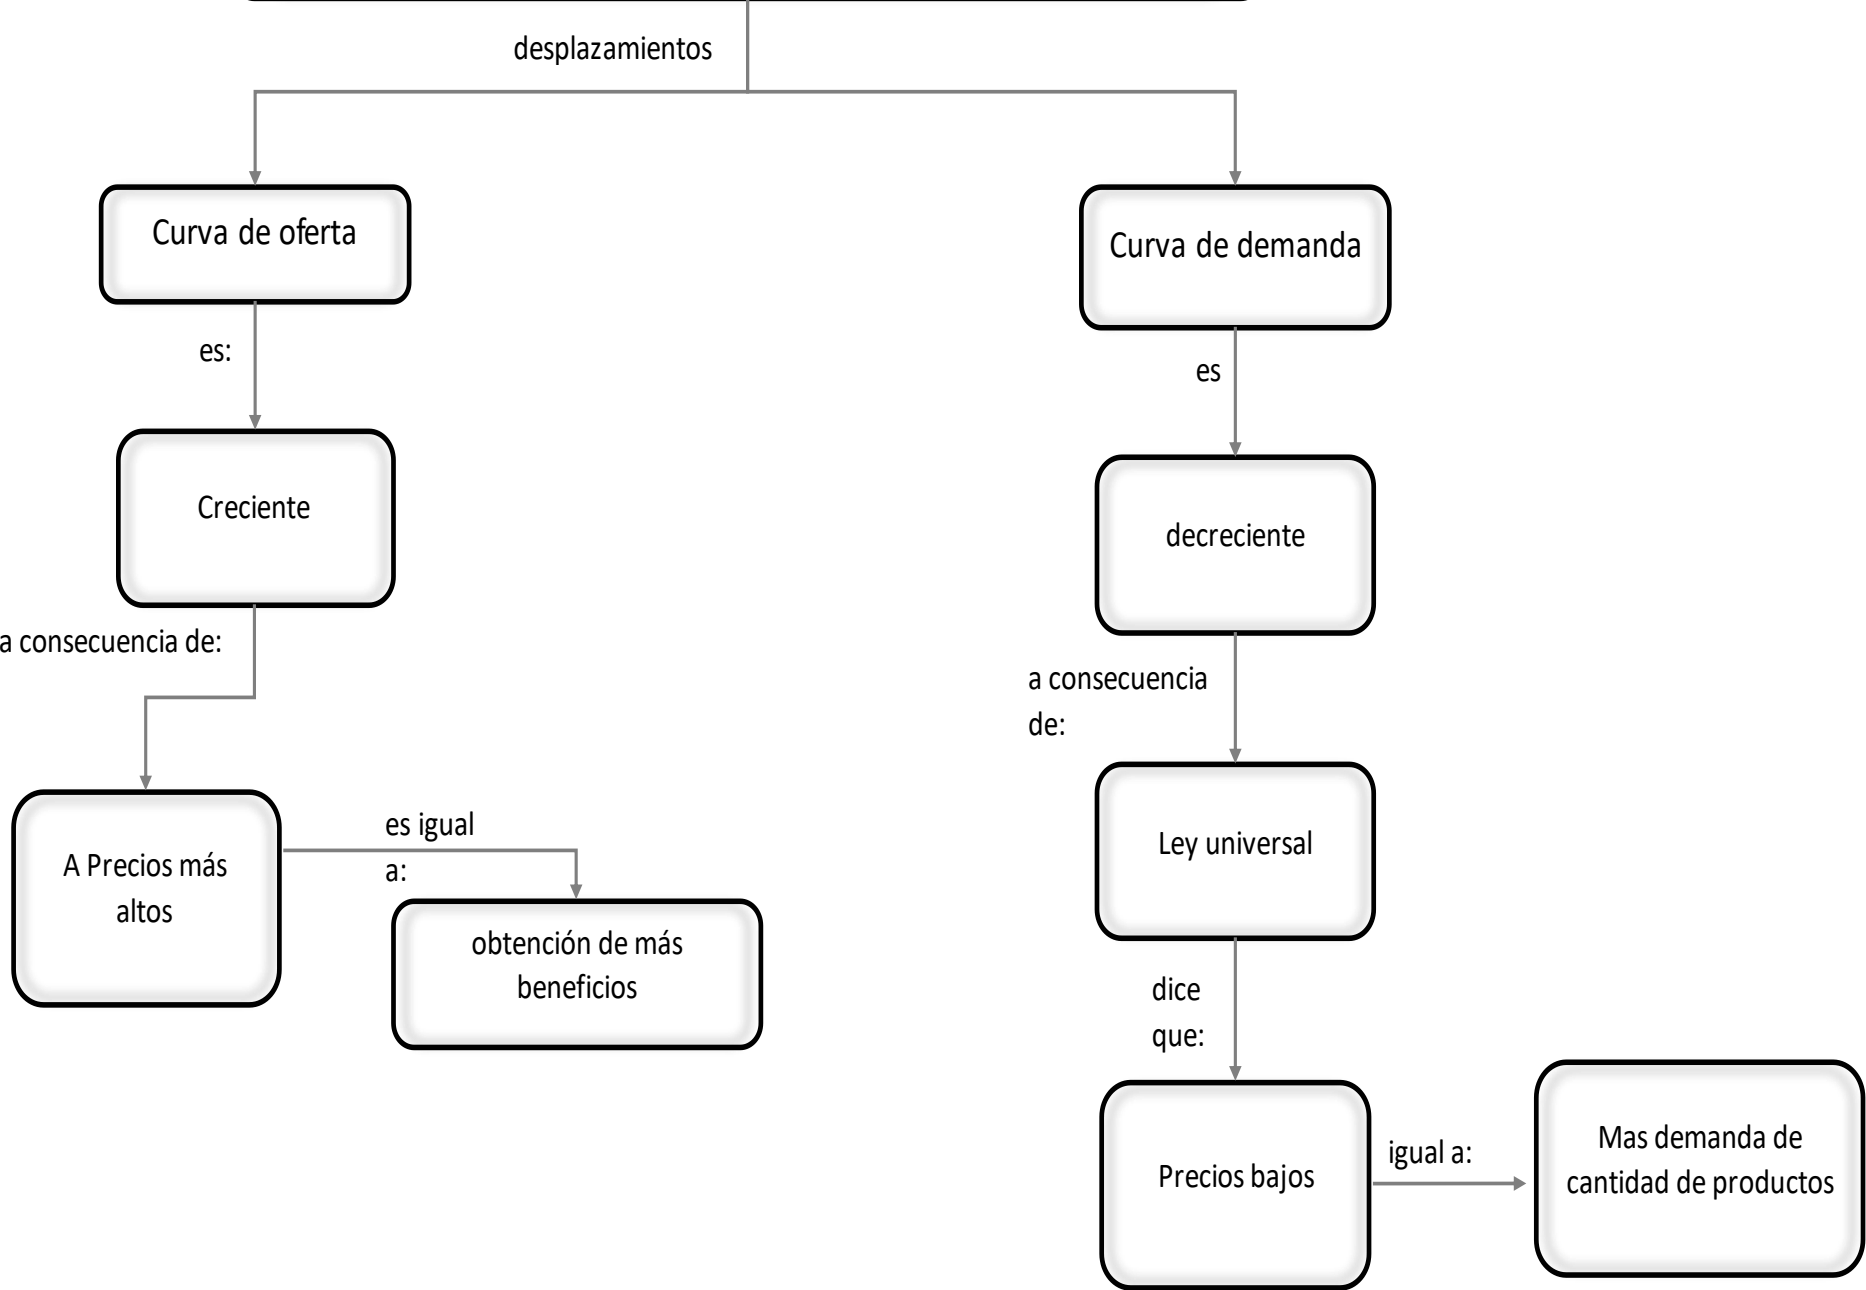 desplazamientos
Curva de oferta
es:
Creciente
a consecuencia de:
A Precios más
altos
es igual
a:
obtención de más
beneficios
Curva de demanda
es
decreciente
a consecuencia
de:
Ley universal
dice
que:
Precios bajos
igual a:
Mas demanda de
cantidad de productos